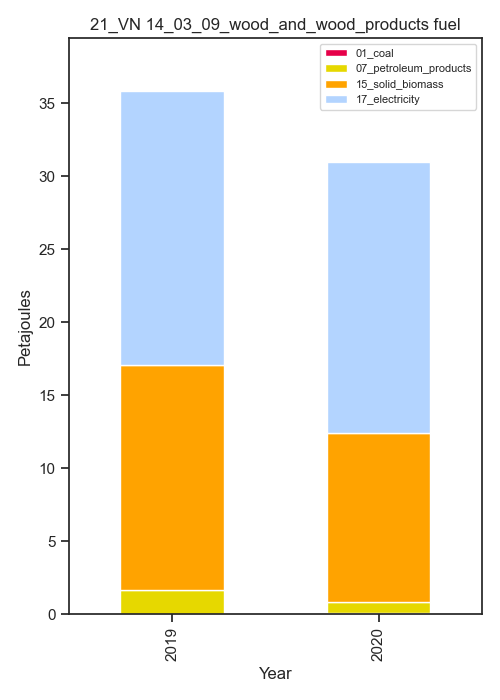 21_VN 14_03_09_wood_and_wood_products fuel
01_coal
07_petroleum_products
15_solid_biomass
17_electricity
35
30
25
20
15
10
5
0
Petajoules
2019
2020
Year